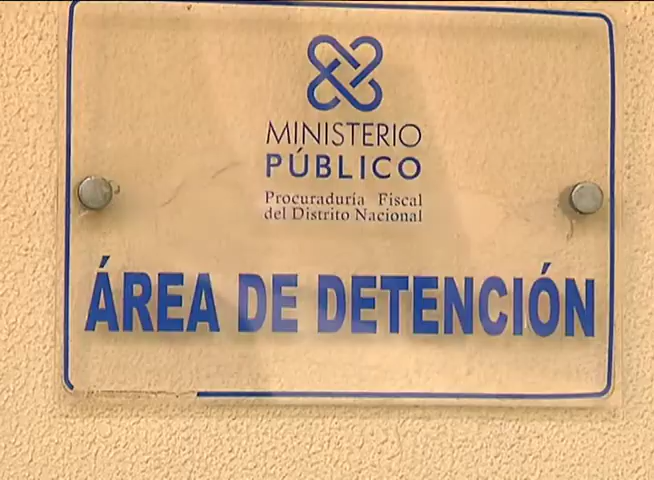 MINISTERIO
PÚBLICO
Procuraduría Fiscal
del Distrito Nacional
ÁREA DE DETENCIÓN